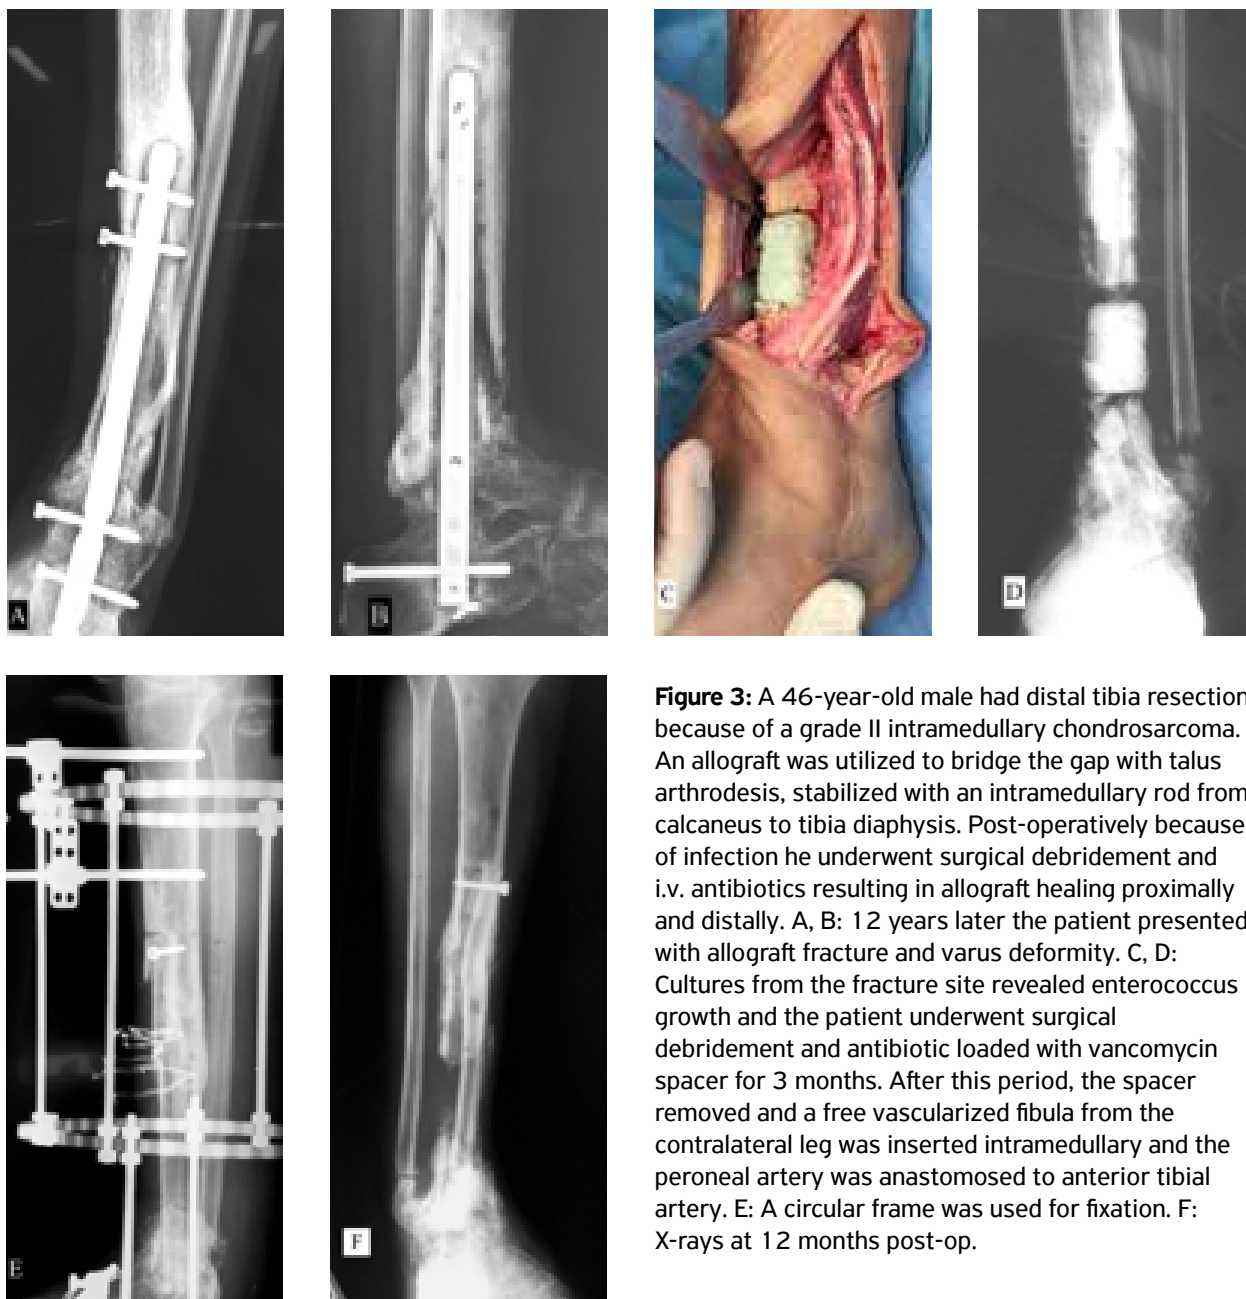 A
B
C
D
E
F
Figure 3: A 46-year-old male had distal tibia resection
because of a grade II intramedullary chondrosarcoma.
An allograft was utilized to bridge the gap with talus
arthrodesis, stabilized with an intramedullary rod from
calcaneus to tibia diaphysis. Post-operatively because
of infection he underwent surgical debridement and
i.v. antibiotics resulting in allograft healing proximally
and distally. A, B: 12 years later the patient presented
with allograft fracture and varus deformity. C, D:
Cultures from the fracture site revealed enterococcus
growth and the patient underwent surgical
debridement and antibiotic loaded with vancomycin
spacer for 3 months. After this period, the spacer
removed and a free vascularized fibula from the
contralateral leg was inserted intramedullary and the
peroneal artery was anastomosed to anterior tibial
artery. E: A circular frame was used for fixation. F:
X-rays at 12 months post-op.